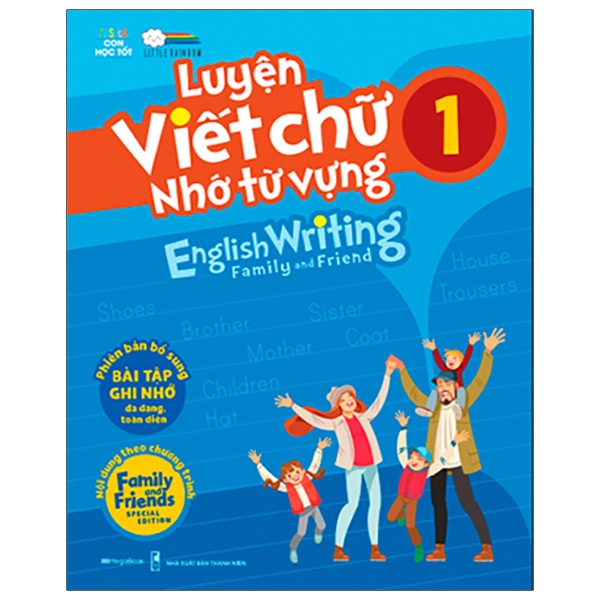 CON
HỌC TỐT
LITTLE RAINBOW
Luyện
Viết chữ
Nhớ từ vựng
1
English Writing
Family and Friend
House
Trousers
Shoes
Sister
Brother
Coat
Mother
Children
Hat
Phiên bản bổ sung
BÀI TẬP
GHI NHỚ
đa dạng,
toàn diện
Nội dung theo chương trình
Family
and
Friends
SPECIAL
EDITION
MegaBook
NHÀ XUẤT BẢN THANH NIÊN